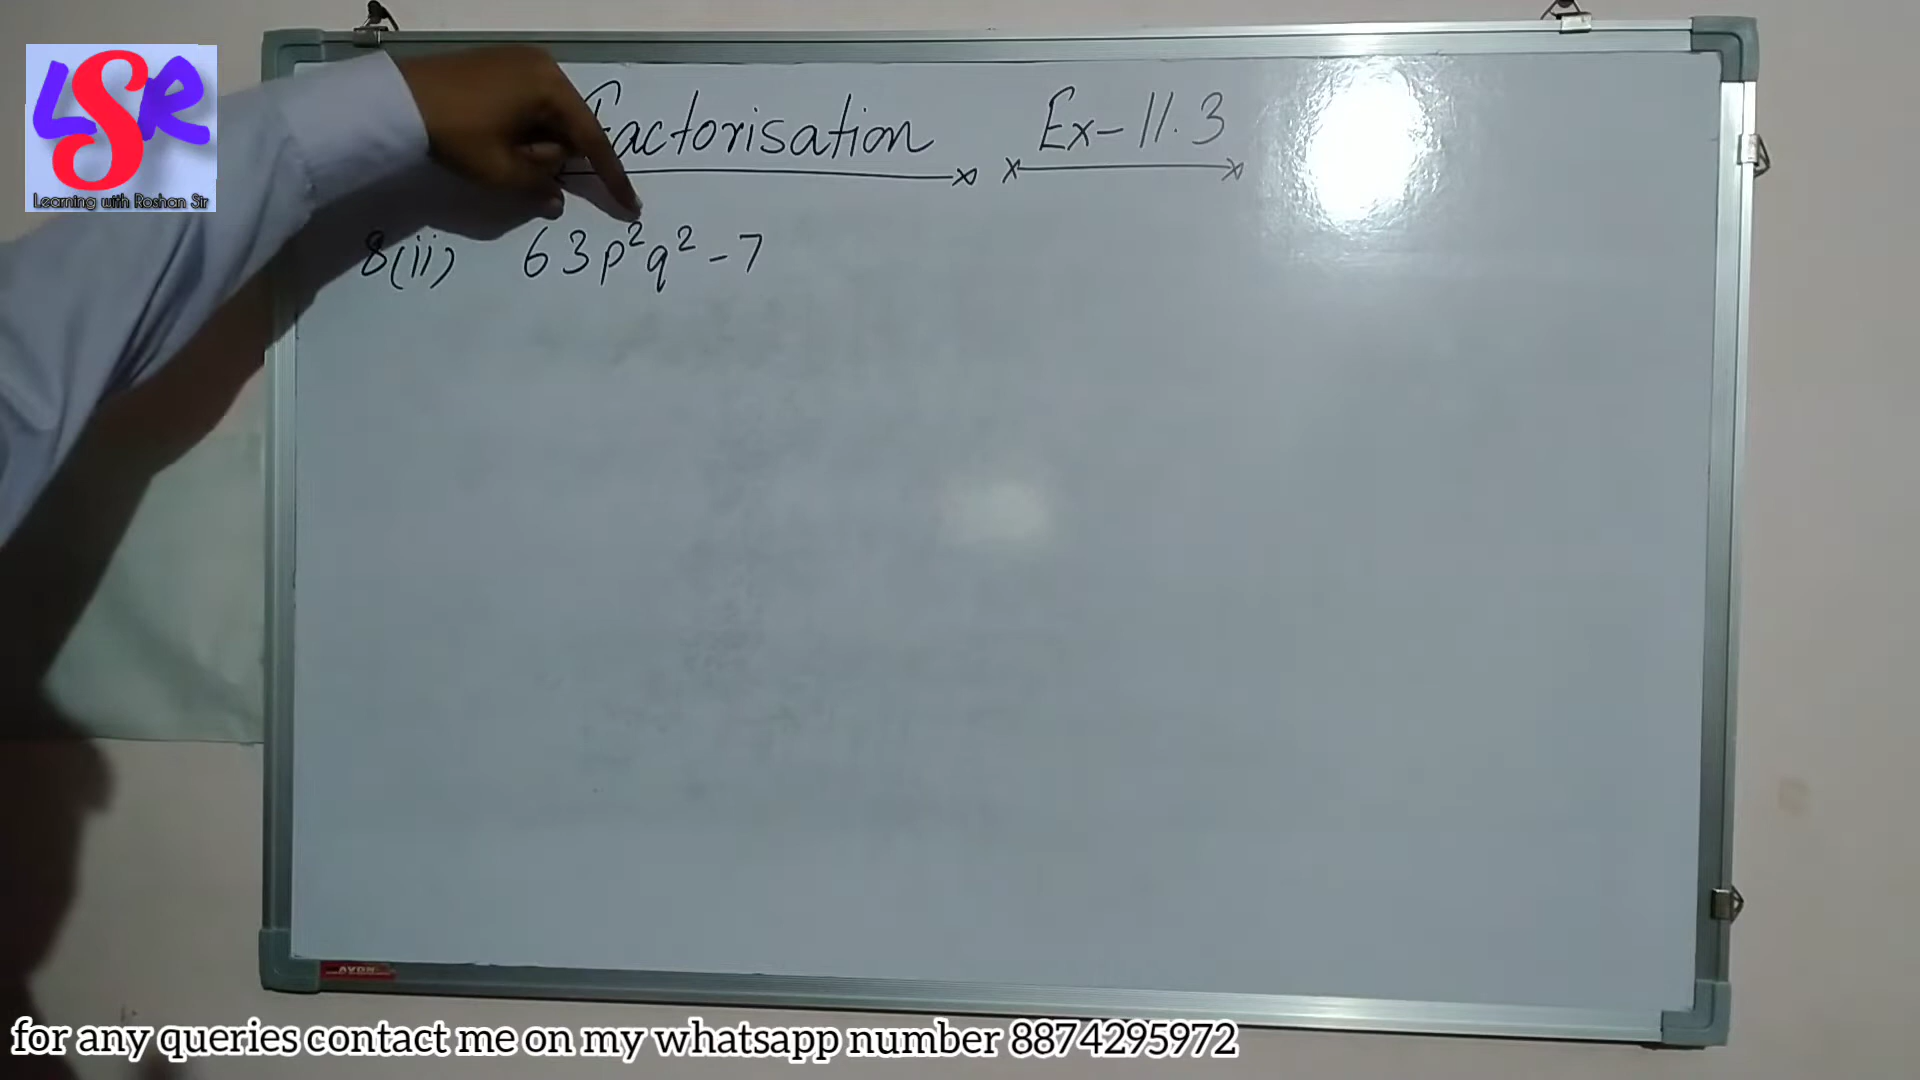 LSR
Learning with Roshan Sir
Factorisation Ex-11.3
8(ii) 63p²q²-7
AVON
for any queries contact me on my whatsapp number 8874295972